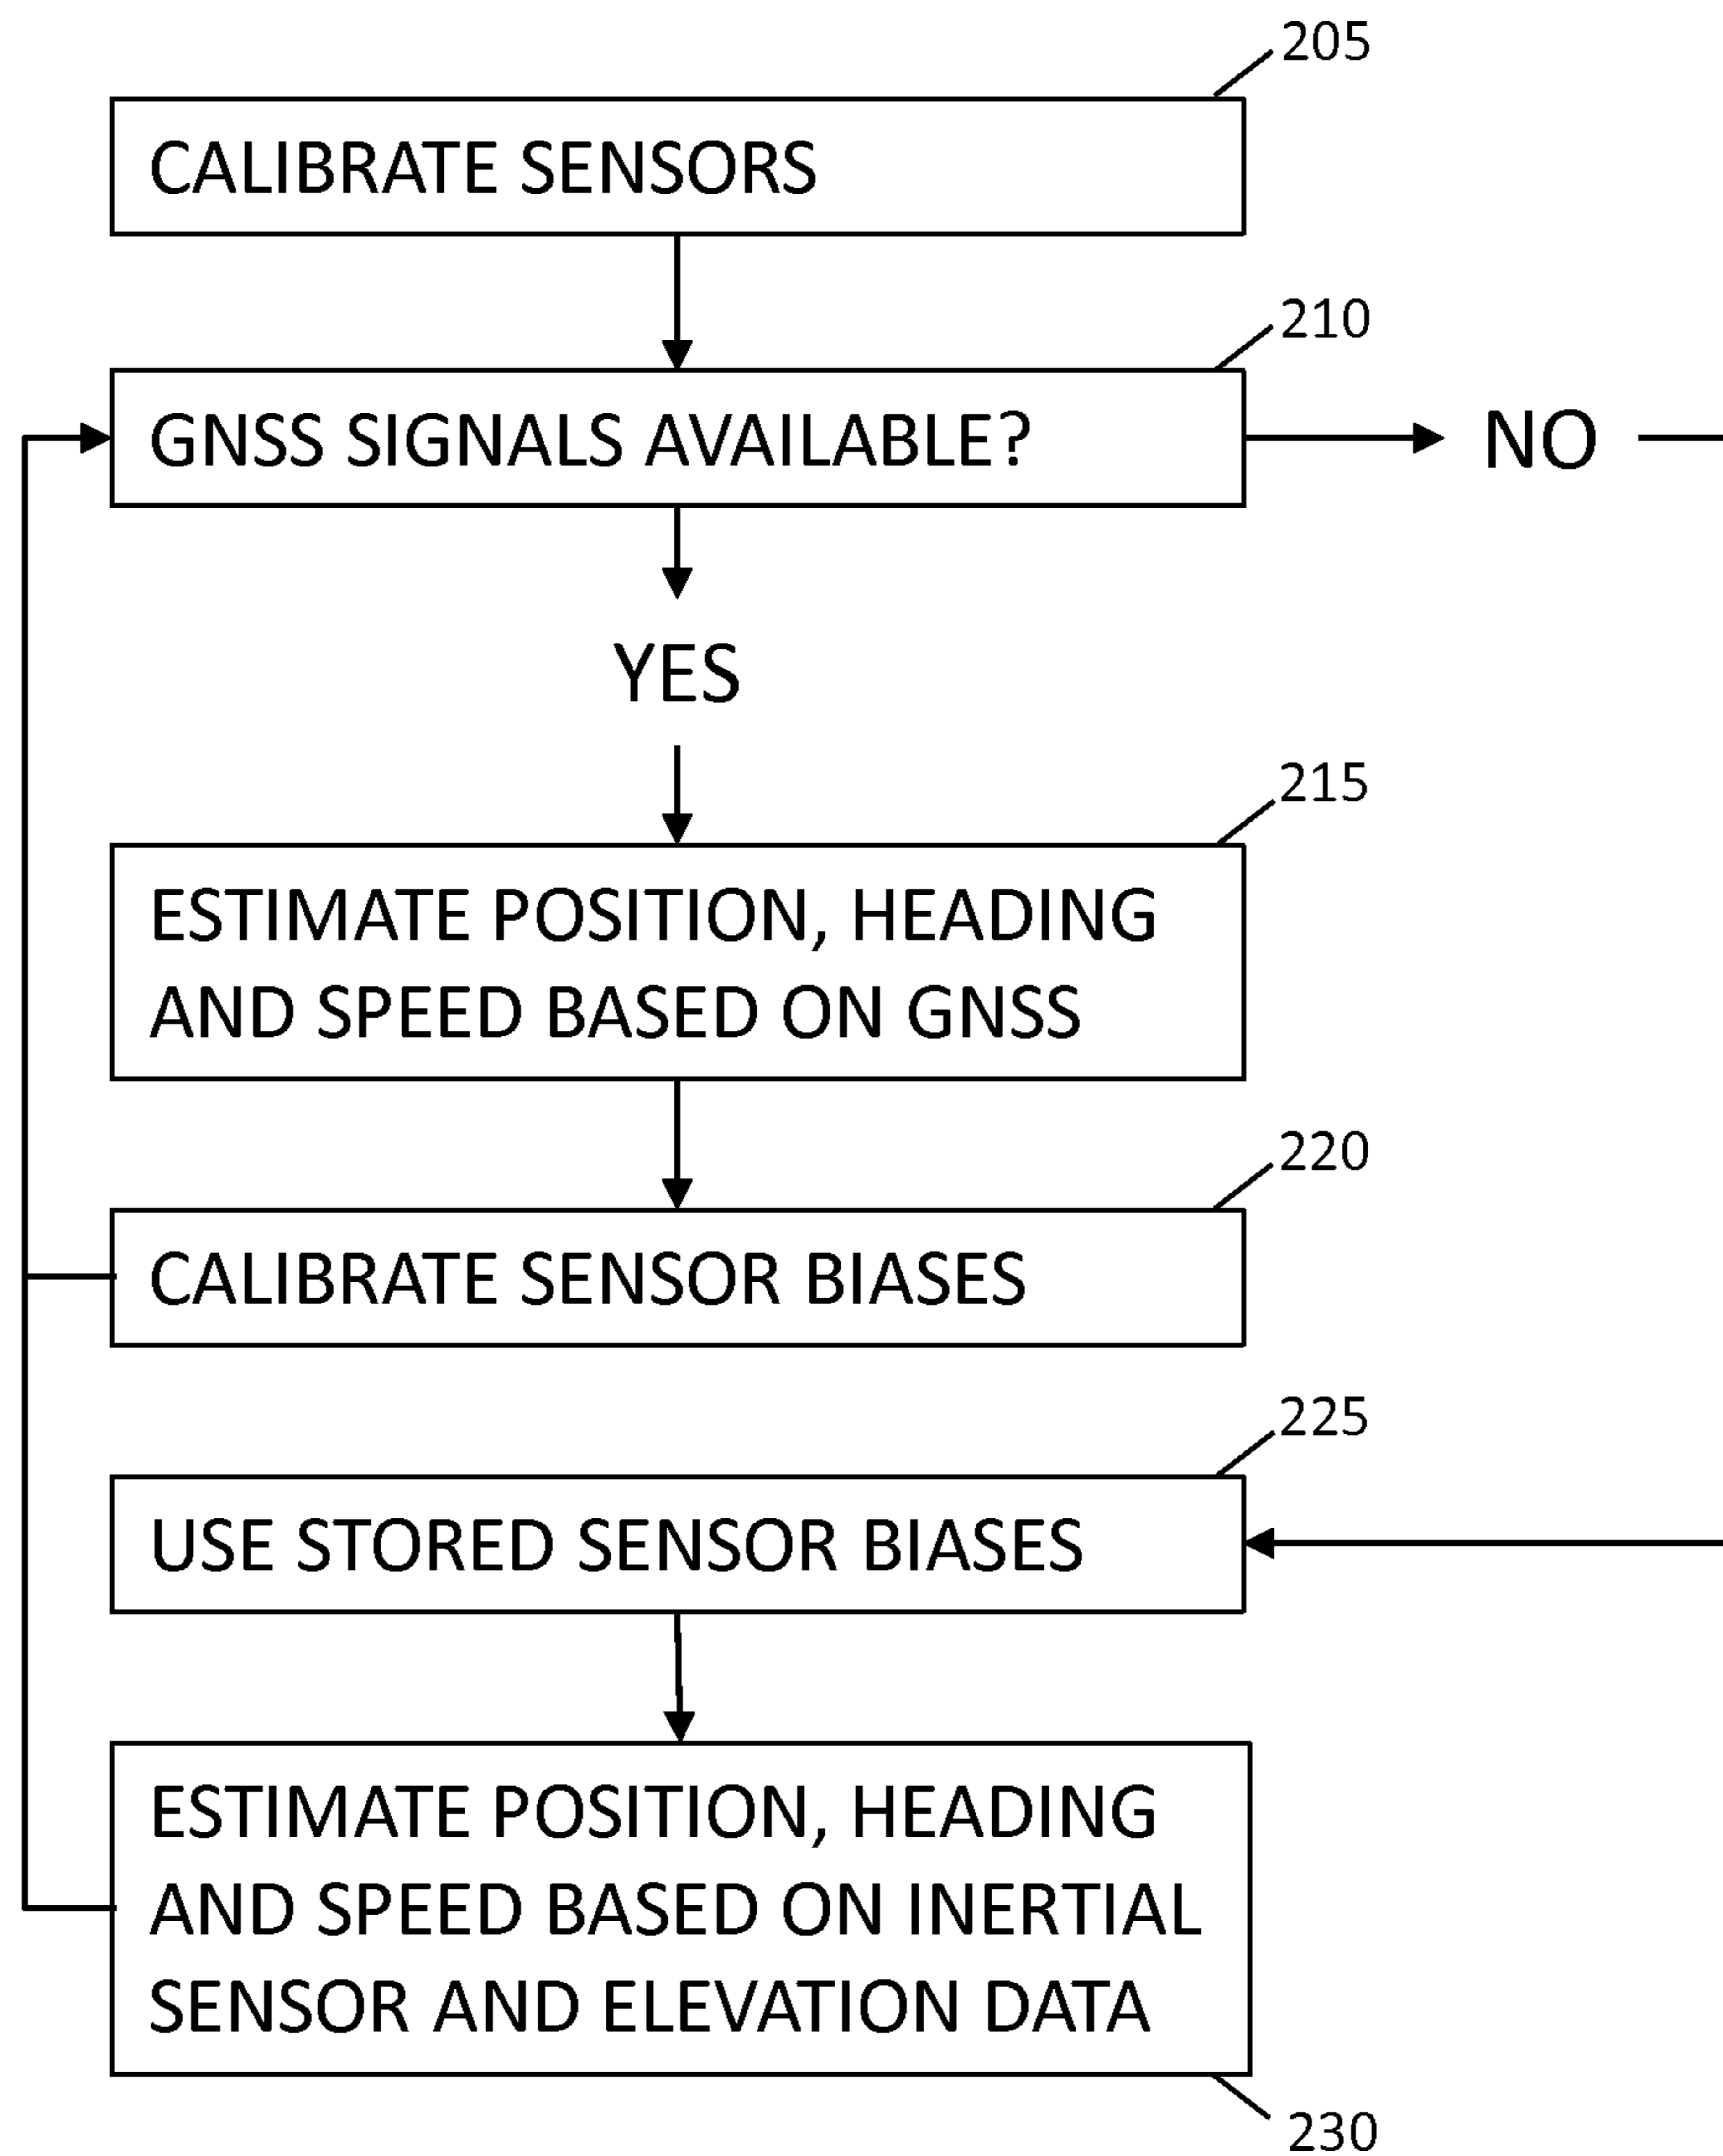 205
CALIBRATE SENSORS
210
GNSS SIGNALS AVAILABLE?
NO
YES
215
ESTIMATE POSITION, HEADING
AND SPEED BASED ON GNSS
220
CALIBRATE SENSOR BIASES
225
USE STORED SENSOR BIASES
ESTIMATE POSITION, HEADING
AND SPEED BASED ON INERTIAL
SENSOR AND ELEVATION DATA
230